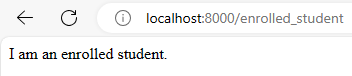 localhost:8000/enrolled_student
I am an enrolled student.